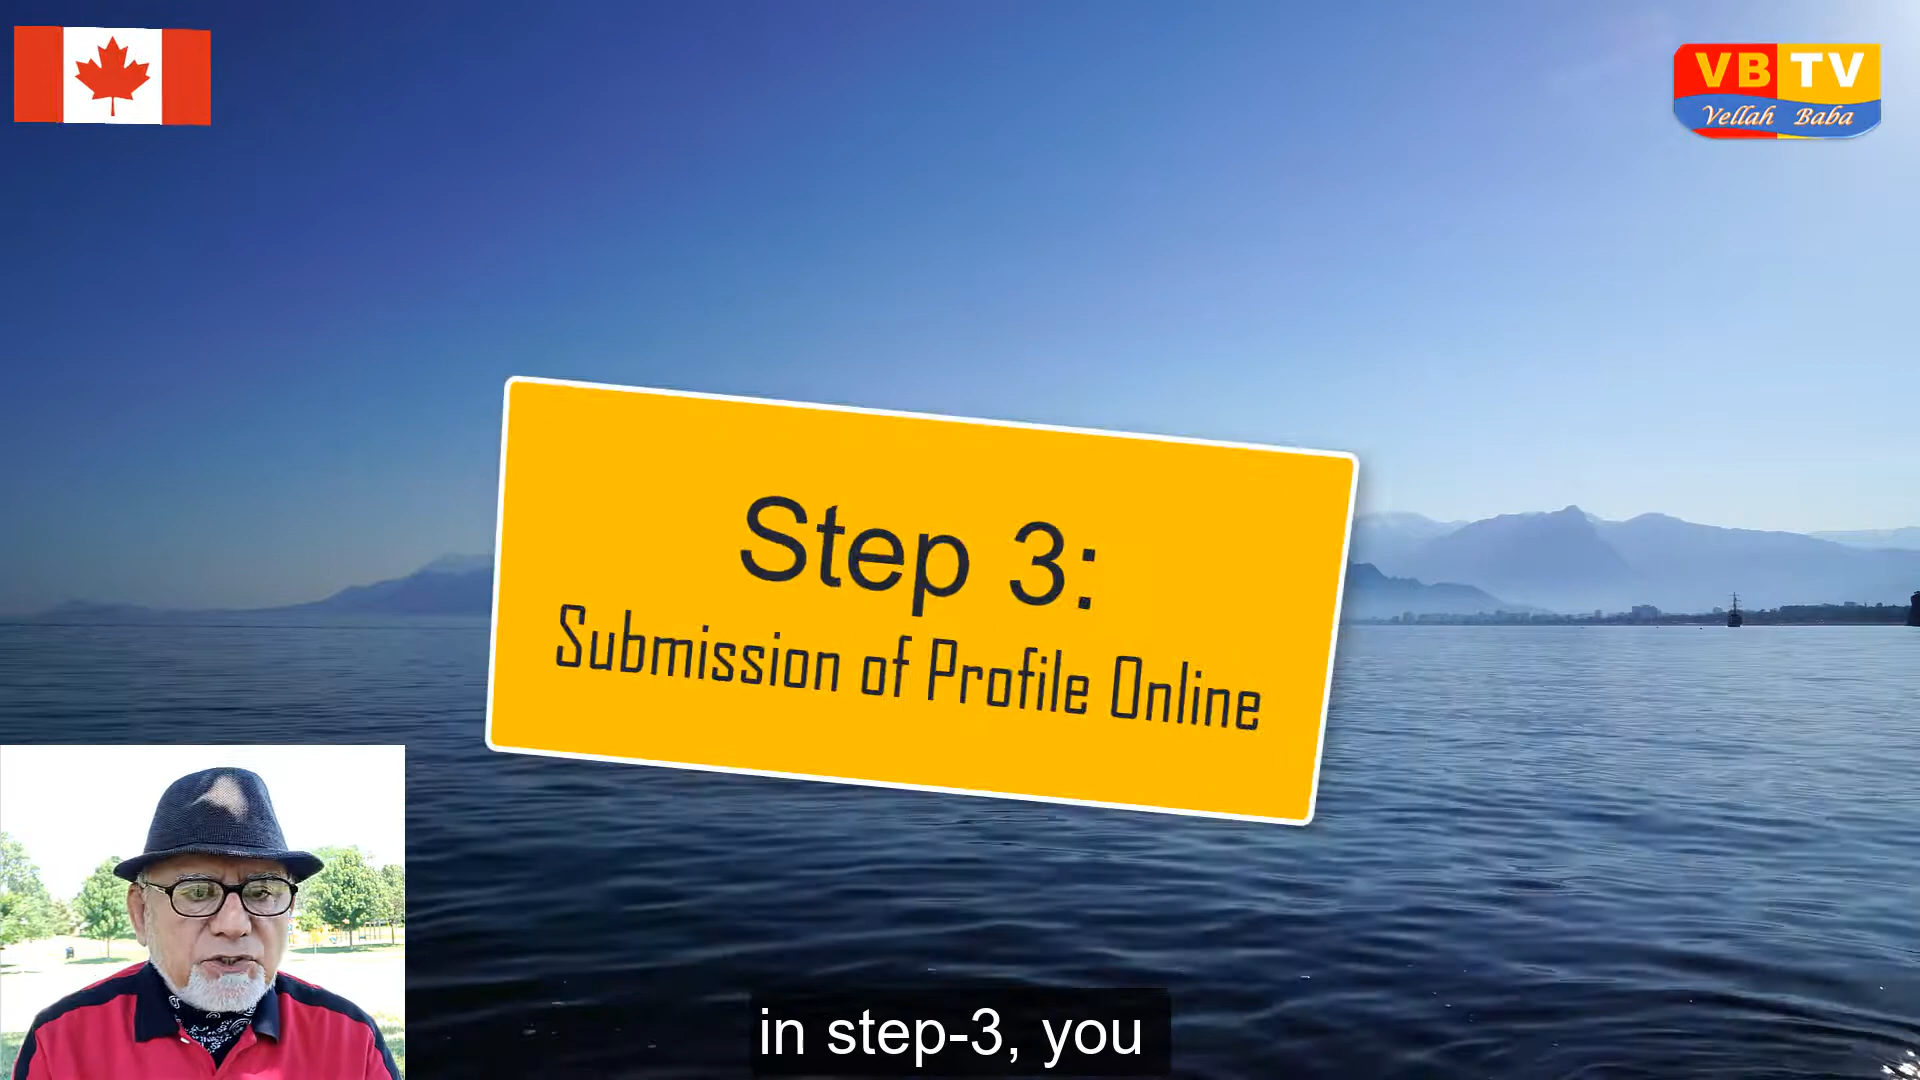 VB TV
Vellah Baba
Step 3:
Submission of Profile Online
in step-3, you